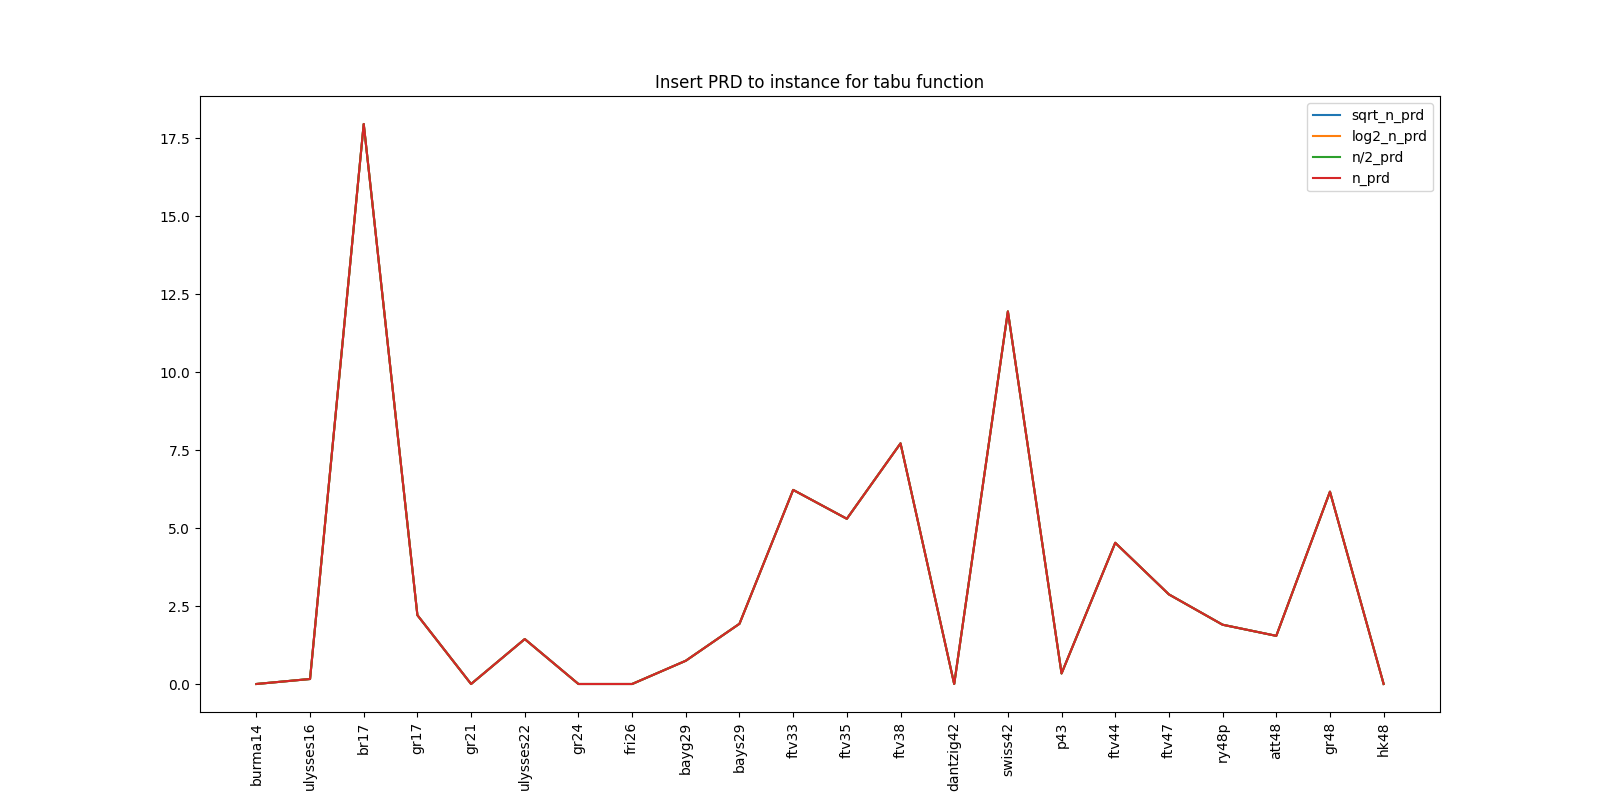 Insert PRD to instance for tabu function
sqrt_n_prd
log2_n_prd
n/2_prd
n_prd
17.5
15.0
12.5
10.0
7.5
5.0
2.5
0.0
burma14
ulysses16
br17
gr17
gr21
ulysses22
gr24
fri26
bayg29
bays29
ftv33
ftv35
ftv38
dantzig42
swiss42
p43
ftv44
ftv47
ry48p
att48
gr48
hk48